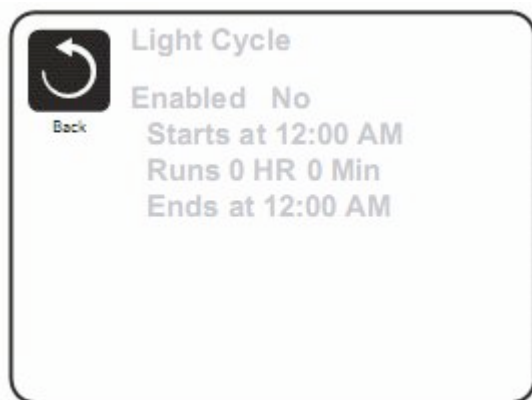 Light Cycle
Enabled No
Back
Starts at 12:00 AM
Runs 0 HR 0 Min
Ends at 12:00 AM